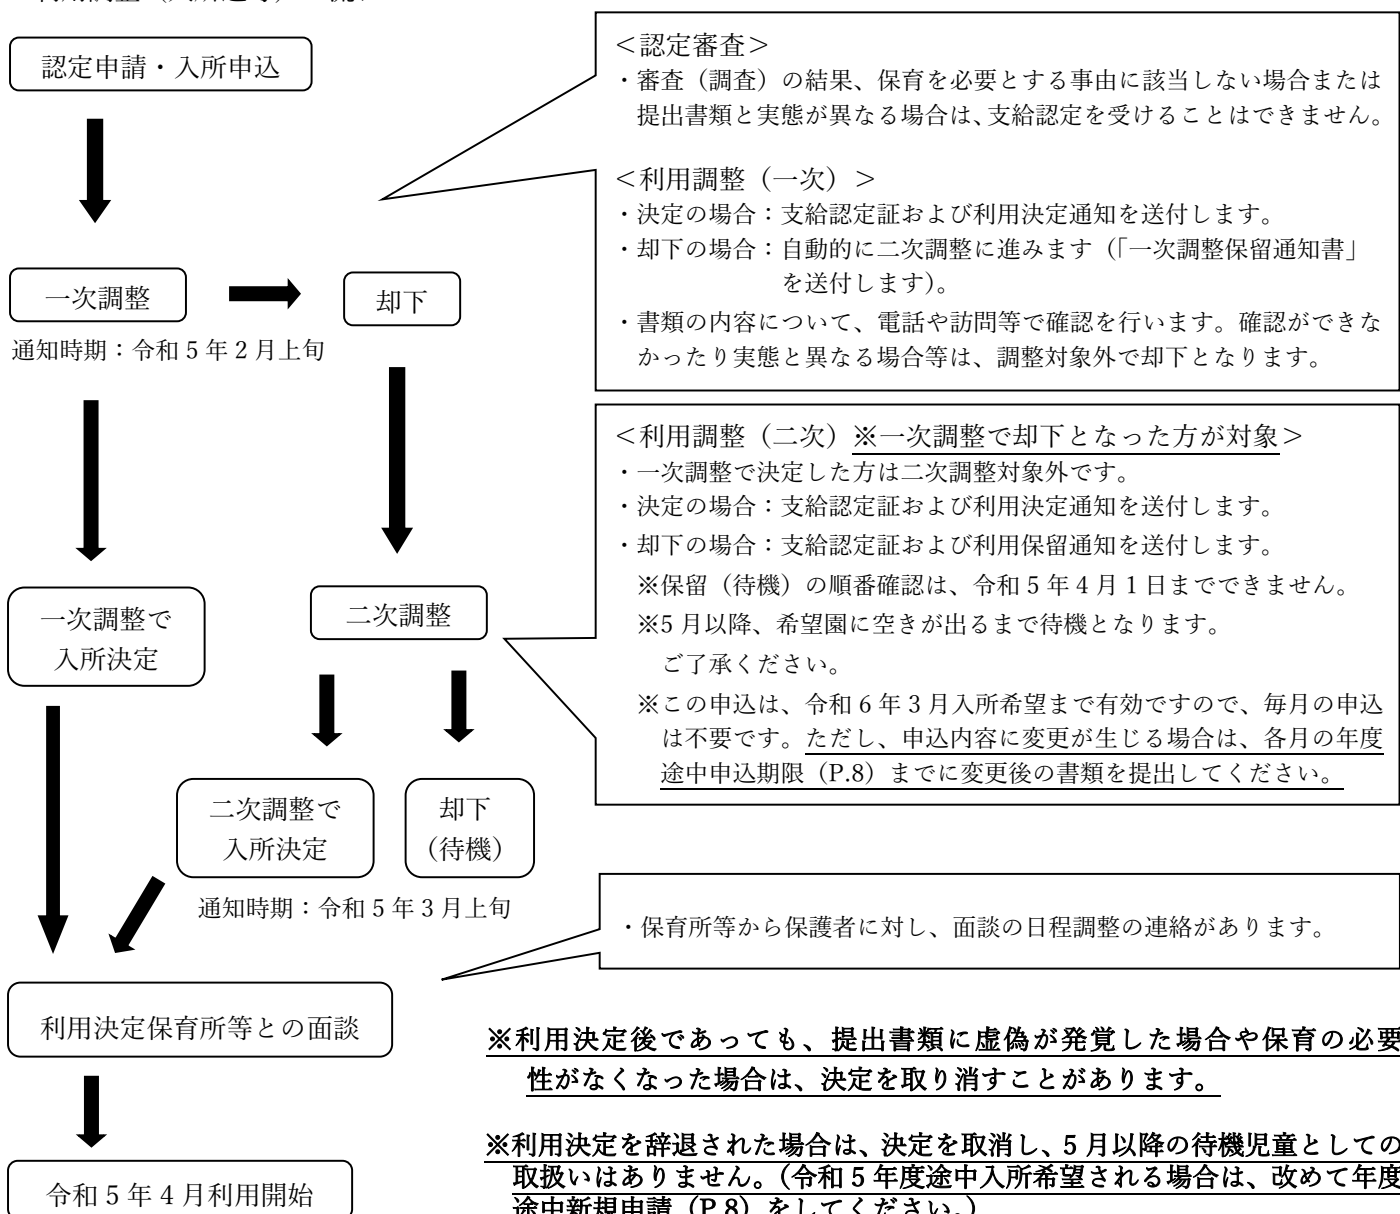 認定申請・入所申込
＜認定審査＞
・審査（調査）の結果、保育を必要とする事由に該当しない場合または
提出書類と実態が異なる場合は、支給認定を受けることはできません。
＜利用調整（一次）＞
・決定の場合：支給認定証および利用決定通知を送付します。
・却下の場合：自動的に二次調整に進みます（「一次調整保留通知書」
を送付します）。
・書類の内容について、電話や訪問等で確認を行います。確認ができな
かったり実態と異なる場合等は、調整対象外で却下となります。
一次調整
却下
通知時期：令和 5 年 2 月上旬
＜利用調整（二次）※一次調整で却下となった方が対象＞
・一次調整で決定した方は二次調整対象外です。
・決定の場合：支給認定証および利用決定通知を送付します。
・却下の場合：支給認定証および利用保留通知を送付します。
※保留（待機）の順番確認は、令和 5 年 4 月 1 日までできません。
※5 月以降、希望園に空きが出るまで待機となります。
ご了承ください。
※この申込は、令和 6 年 3 月入所希望まで有効ですので、毎月の申込
は不要です。ただし、申込内容に変更が生じる場合は、各月の年度
途中申込期限（P.8）までに変更後の書類を提出してください。
一次調整で
入所決定
二次調整
二次調整で
入所決定
却下
（待機）
通知時期：令和 5 年 3 月上旬
・保育所等から保護者に対し、面談の日程調整の連絡があります。
利用決定保育所等との面談
※利用決定後であっても、提出書類に虚偽が発覚した場合や保育の必要
性がなくなった場合は、決定を取り消すことがあります。
※利用決定を辞退された場合は、決定を取消し、5 月以降の待機児童としての
取扱いはありません。（令和 5 年度途中入所希望される場合は、改めて年度
途中新規申請（P.8）をしてください。）
令和 5 年 4 月利用開始